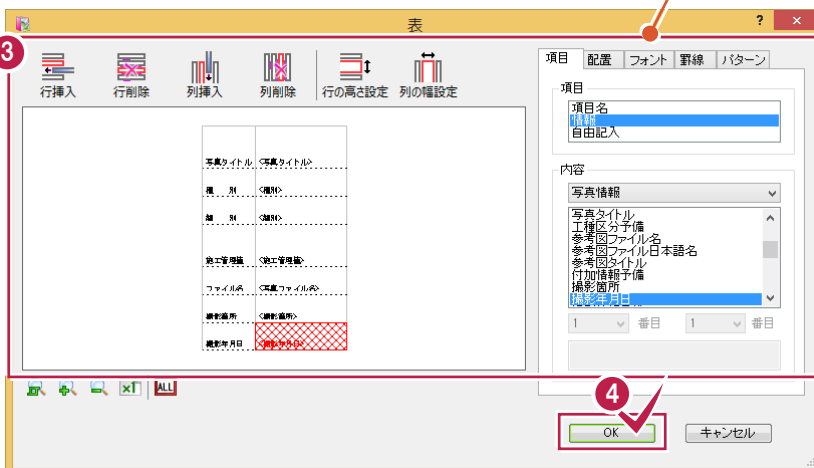 表
?
×
3
行挿入 行削除 列挿入 列削除 行の高さ設定 列の幅設定
項目 配置 フォント 罫線 パターン
項目
項目名
情報
自由記入
内容
写真情報
写真タイトル
工種区分予備
参考図ファイル名
参考図ファイル日本語名
参考図タイトル
付加情報予備
撮影箇所
撮影年月日
1 番目 1 番目
写真タイトル <写真タイトル>
種 別 <種別>
細 別 <細別>
施工管理値 <施工管理値>
ファイル名 <写真ファイル名>
撮影箇所 <撮影箇所>
撮影年月日 <撮影年月日>
×1 ALL
4
OK キャンセル